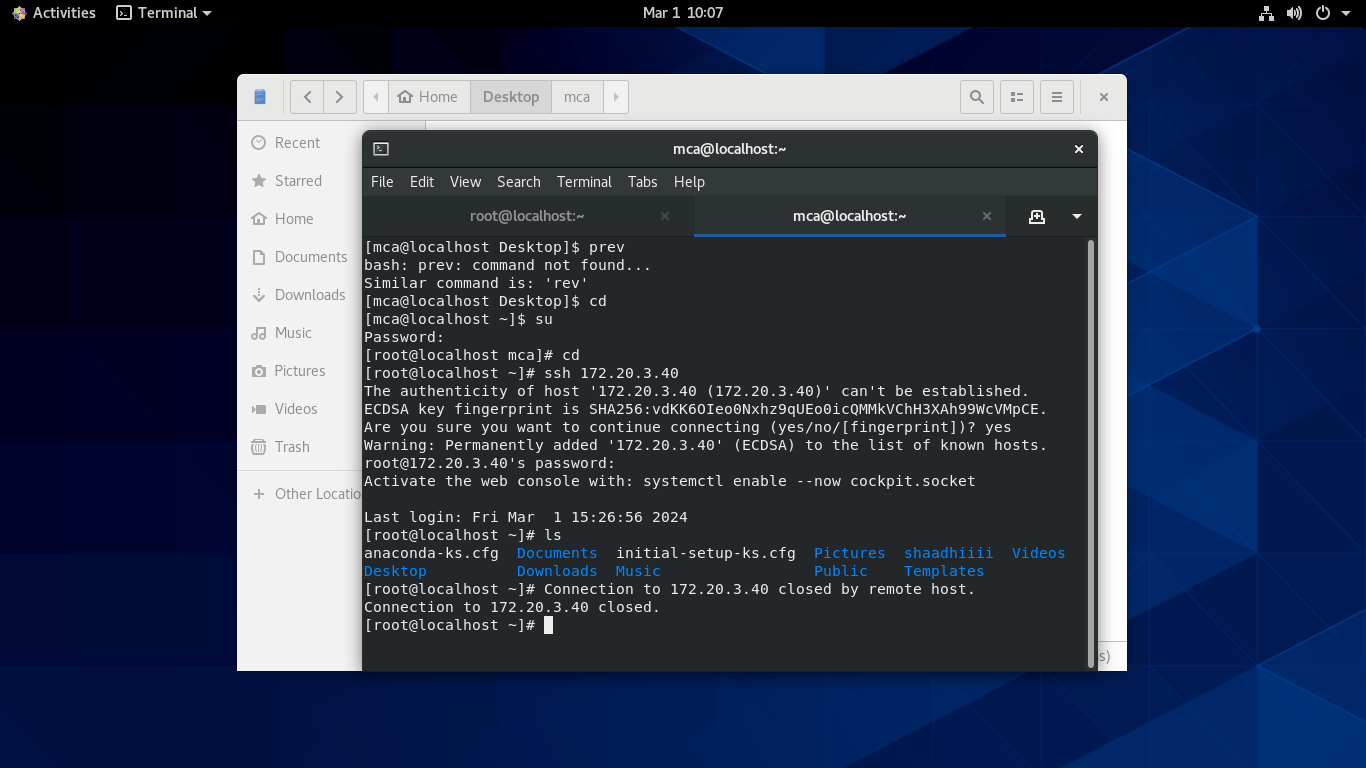 Activities Terminal Mar 1 10:07
Home Desktop mca
Recent
Starred
Home
Documents
Downloads
Music
Pictures
Videos
Trash
Other Locatio
mca@localhost:~
File Edit View Search Terminal Tabs Help
root@localhost:~ mca@localhost:~
[mca@localhost Desktop]$ prev
bash: prev: command not found...
Similar command is: 'rev'
[mca@localhost Desktop]$ cd
[mca@localhost ~]$ su
Password:
[root@localhost mca]# cd
[root@localhost ~]# ssh 172.20.3.40
The authenticity of host '172.20.3.40 (172.20.3.40)' can't be established.
ECDSA key fingerprint is SHA256:vdKK6OIeo0Nxhz9qUEo0icQMMkVChH3XAh99WcVMpCE.
Are you sure you want to continue connecting (yes/no/[fingerprint])? yes
Warning: Permanently added '172.20.3.40' (ECDSA) to the list of known hosts.
root@172.20.3.40's password:
Activate the web console with: systemctl enable --now cockpit.socket
Last login: Fri Mar  1 15:26:56 2024
[root@localhost ~]# ls
anaconda-ks.cfg  Documents  initial-setup-ks.cfg  Pictures  shaadhiiii  Videos
Desktop          Downloads  Music                 Public    Templates
[root@localhost ~]# Connection to 172.20.3.40 closed by remote host.
Connection to 172.20.3.40 closed.
[root@localhost ~]#
s)